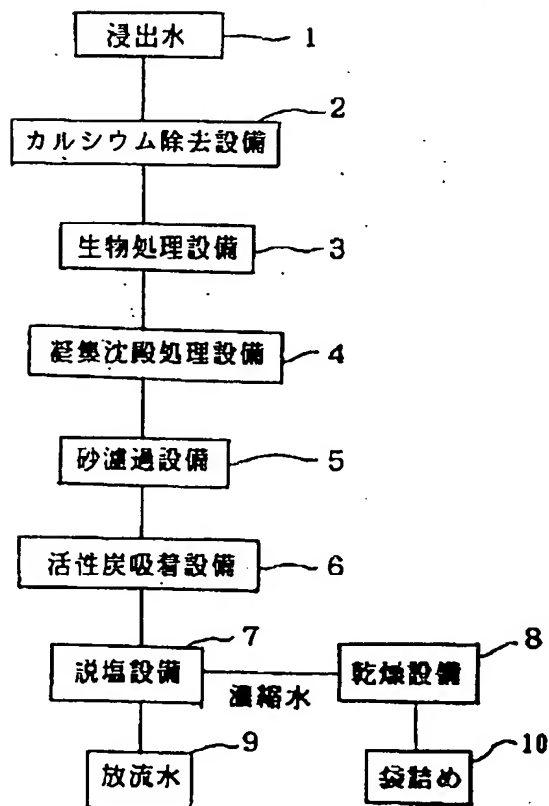 浸出水
1
2
カルシウム除去設備
生物処理設備
3
凝集沈殿処理設備
4
砂濾過設備
5
活性炭吸着設備
6
7
脱塩設備
濃縮水
8
乾燥設備
9
放流水
10
袋詰め